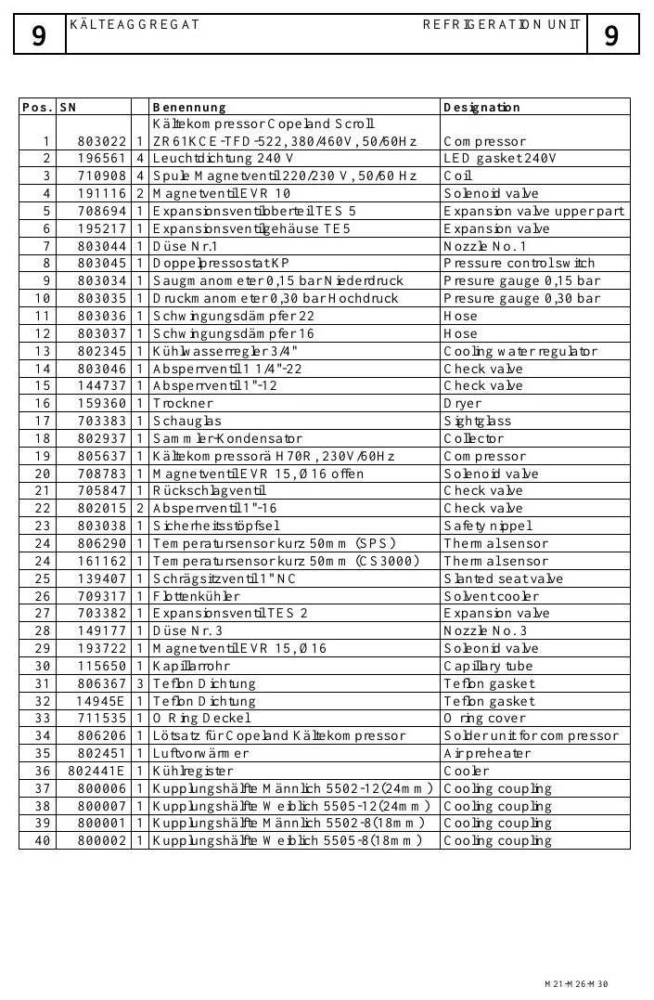 9 KÄLTEAGGREGAT REFRIGERATION UNIT 9
Pos. SN Benennung Designation
Kältekompressor Copeland Scroll
1 803022 1 ZR61KCE-TFD-522, 380/460V, 50/60Hz Compressor
2 196561 4 Leuchtdichtung 240 V LED gasket 240V
3 710908 4 Spule Magnetventil 220/230 V, 50/60 Hz Coil
4 191116 2 Magnetventil EVR 10 Solenoid valve
5 708694 1 Expansionsventiloberteil TES 5 Expansion valve upper part
6 195217 1 Expansionsventilgehäuse TE5 Expansion valve
7 803044 1 Düse Nr.1 Nozzle No. 1
8 803045 1 Doppelpressostat KP Pressure control switch
9 803034 1 Saugmanometer 0,15 bar Niederdruck Presure gauge 0,15 bar
10 803035 1 Druckmanometer 0,30 bar Hochdruck Presure gauge 0,30 bar
11 803036 1 Schwingungsdämpfer 22 Hose
12 803037 1 Schwingungsdämpfer 16 Hose
13 802345 1 Kühlwasserregler 3/4" Cooling water regulator
14 803046 1 Absperrventil 1 1/4"-22 Check valve
15 144737 1 Absperrventil 1"-12 Check valve
16 159360 1 Trockner Dryer
17 703383 1 Schauglas Sightglass
18 802937 1 Sammler-Kondensator Collector
19 805637 1 Kältekompressorä H70R, 230V/60Hz Compressor
20 708783 1 Magnetventil EVR 15, Ø 16 offen Solenoid valve
21 705847 1 Rückschlagventil Check valve
22 802015 2 Absperrventil 1"-16 Check valve
23 803038 1 Sicherheitsstöpfsel Safety nippel
24 806290 1 Temperatursensor kurz 50mm (SPS) Thermal sensor
24 161162 1 Temperatursensor kurz 50mm (CS3000) Thermal sensor
25 139407 1 Schrägsitzventil 1" NC Slanted seat valve
26 709317 1 Flottenkühler Solvent cooler
27 703382 1 Expansionsventil TES 2 Expansion valve
28 149177 1 Düse Nr. 3 Nozzle No. 3
29 193722 1 Magnetventil EVR 15, Ø 16 Soleonid valve
30 115650 1 Kapillarrohr Capillary tube
31 806367 3 Teflon Dichtung Teflon gasket
32 14945E 1 Teflon Dichtung Teflon gasket
33 711535 1 O Ring Deckel O ring cover
34 806206 1 Lötsatz für Copeland Kältekompressor Solder unit for compressor
35 802451 1 Luftvorwärmer Air preheater
36 802441E 1 Kühlregister Cooler
37 800006 1 Kupplungshälfte Männlich 5502-12(24mm) Cooling coupling
38 800007 1 Kupplungshälfte Weiblich 5505-12(24mm) Cooling coupling
39 800001 1 Kupplungshälfte Männlich 5502-8(18mm) Cooling coupling
40 800002 1 Kupplungshälfte Weiblich 5505-8(18mm) Cooling coupling
M21-M26-M30